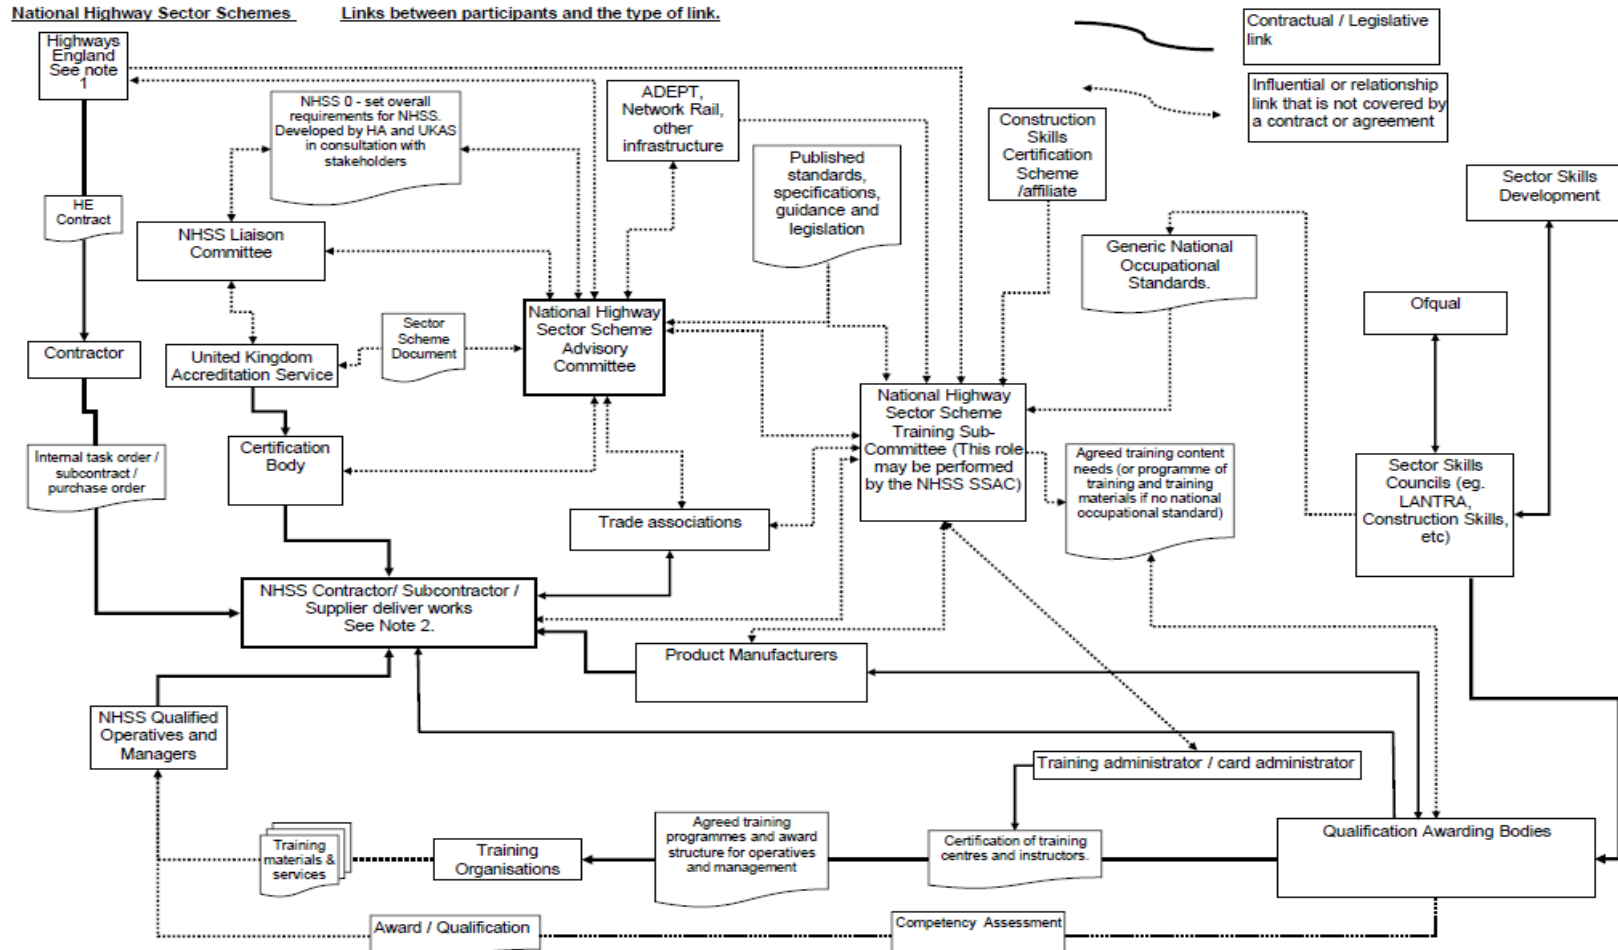 National Highway Sector Schemes
Links between participants and the type of link.
Contractual / Legislative
link
Influential or relationship
link that is not covered by
a contract or agreement
Highways
England
See note
1
NHSS 0 - set overall
requirements for NHSS.
Developed by HA and UKAS
in consultation with
stakeholders
ADEPT,
Network Rail,
other
infrastructure
Published
standards,
specifications,
guidance and
legislation
Construction
Skills
Certification
Scheme
/affiliate
Sector Skills
Development
HE
Contract
NHSS Liaison
Committee
Generic National
Occupational
Standards.
Ofqual
Contractor
United Kingdom
Accreditation Service
Sector
Scheme
Document
National Highway
Sector Scheme
Advisory
Committee
National Highway
Sector Scheme
Training Sub-
Committee (This role
may be performed
by the NHSS SSAC)
Internal task order /
subcontract /
purchase order
Certification
Body
Agreed training content
needs (or programme of
training and training
materials if no national
occupational standard)
Sector Skills
Councils (eg.
LANTRA,
Construction Skills,
etc)
Trade associations
NHSS Contractor/ Subcontractor /
Supplier deliver works
See Note 2.
Product Manufacturers
NHSS Qualified
Operatives and
Managers
Training administrator / card administrator
Training
materials &
services
Training
Organisations
Agreed training
programmes and award
structure for operatives
and management
Certification of training
centres and instructors.
Qualification Awarding Bodies
Award / Qualification
Competency Assessment